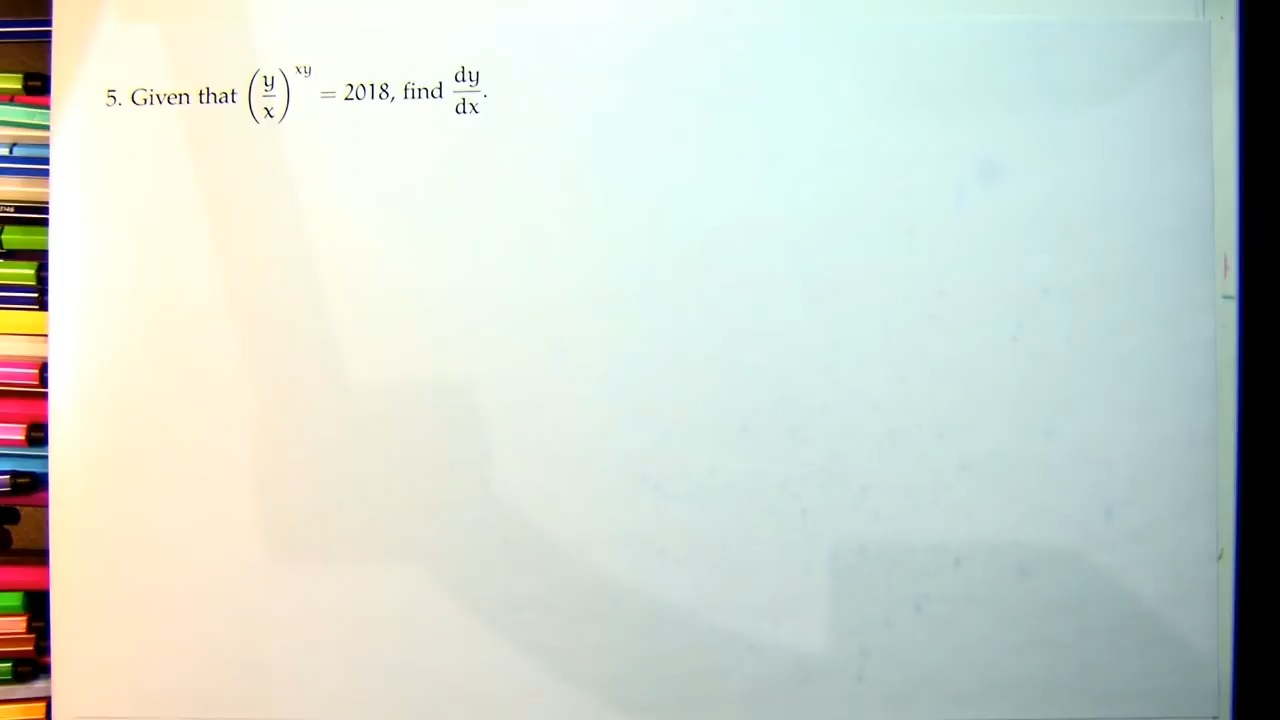 5. Given that (y/x)^xy = 2018, find dy/dx.